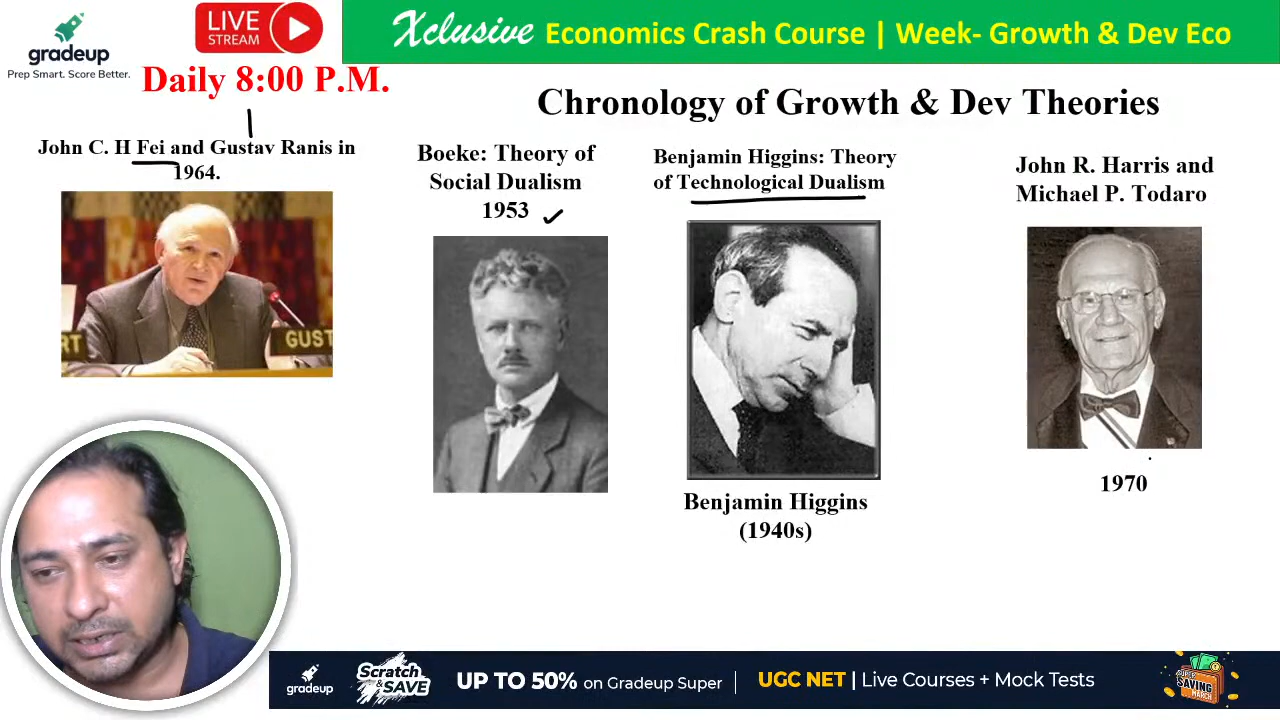 gradeup
Prep Smart. Score Better.
LIVE
STREAM
Xclusive Economics Crash Course | Week- Growth & Dev Eco
Daily 8:00 P.M.
Chronology of Growth & Dev Theories
John C. H Fei and Gustav Ranis in
1964.
GUST
Boeke: Theory of
Social Dualism
1953
Benjamin Higgins: Theory
of Technological Dualism
Benjamin Higgins
(1940s)
John R. Harris and
Michael P. Todaro
1970
gradeup
Scratch
& SAVE
UP TO 50% on Gradeup Super
UGC NET | Live Courses + Mock Tests
SUPER
SAVING
MARCH